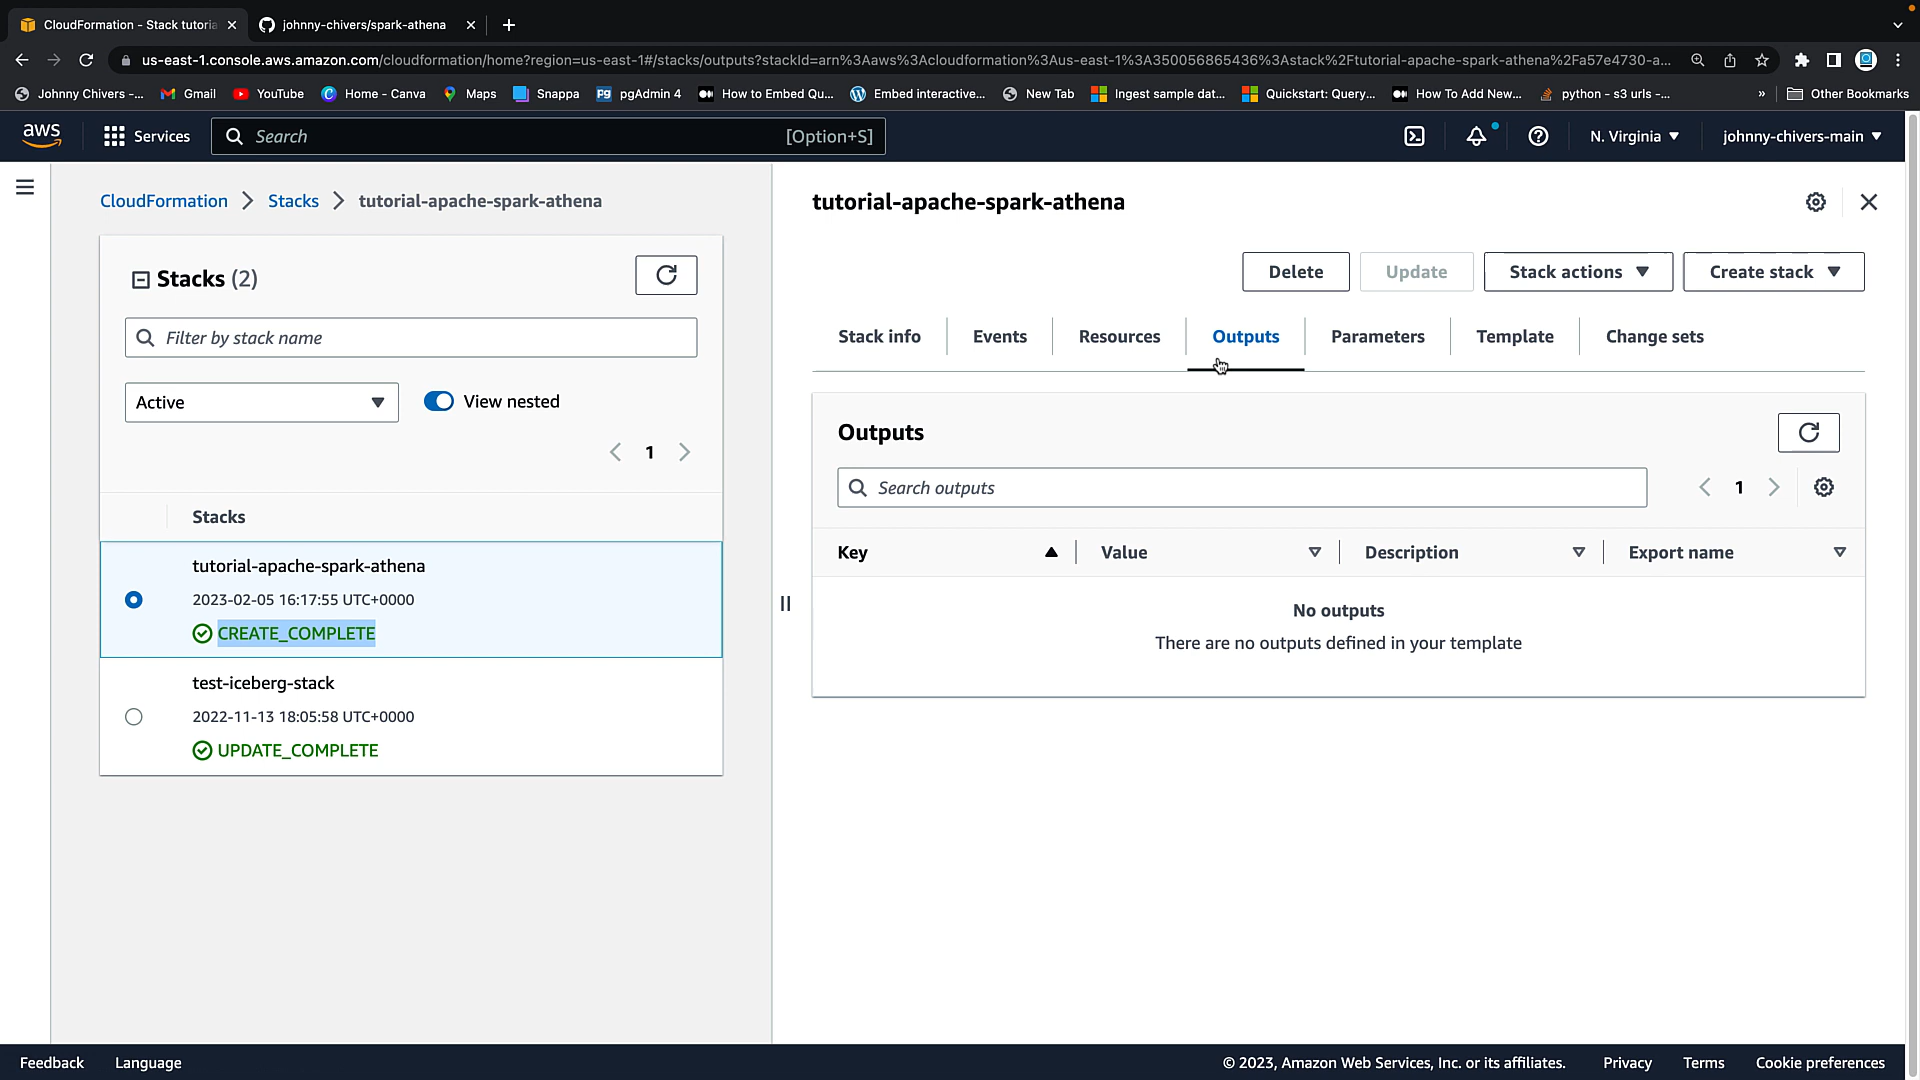 CloudFormation - Stack tutoria
johnny-chivers/spark-athena
us-east-1.console.aws.amazon.com/cloudformation/home?region=us-east-1#/stacks/outputs?stackId=arn%3Aaws%3Acloudformation%3Aus-east-1%3A350056865436%3Astack%2Ftutorial-apache-spark-athena%2Fa57e4730-a...
Johnny Chivers -...
Gmail
YouTube
Home - Canva
Maps
Snappa
pgAdmin 4
How to Embed Qu...
Embed interactive...
New Tab
Ingest sample dat...
Quickstart: Query...
How To Add New...
python - s3 urls -...
»
Other Bookmarks
aws
Services
Search
[Option+S]
N. Virginia
johnny-chivers-main
CloudFormation
Stacks
tutorial-apache-spark-athena
Stacks (2)
Filter by stack name
Active
View nested
1
Stacks
tutorial-apache-spark-athena
2023-02-05 16:17:55 UTC+0000
CREATE_COMPLETE
test-iceberg-stack
2022-11-13 18:05:58 UTC+0000
UPDATE_COMPLETE
tutorial-apache-spark-athena
Delete
Update
Stack actions
Create stack
Stack info
Events
Resources
Outputs
Parameters
Template
Change sets
Outputs
Search outputs
1
Key
Value
Description
Export name
No outputs
There are no outputs defined in your template
Feedback
Language
© 2023, Amazon Web Services, Inc. or its affiliates.
Privacy
Terms
Cookie preferences